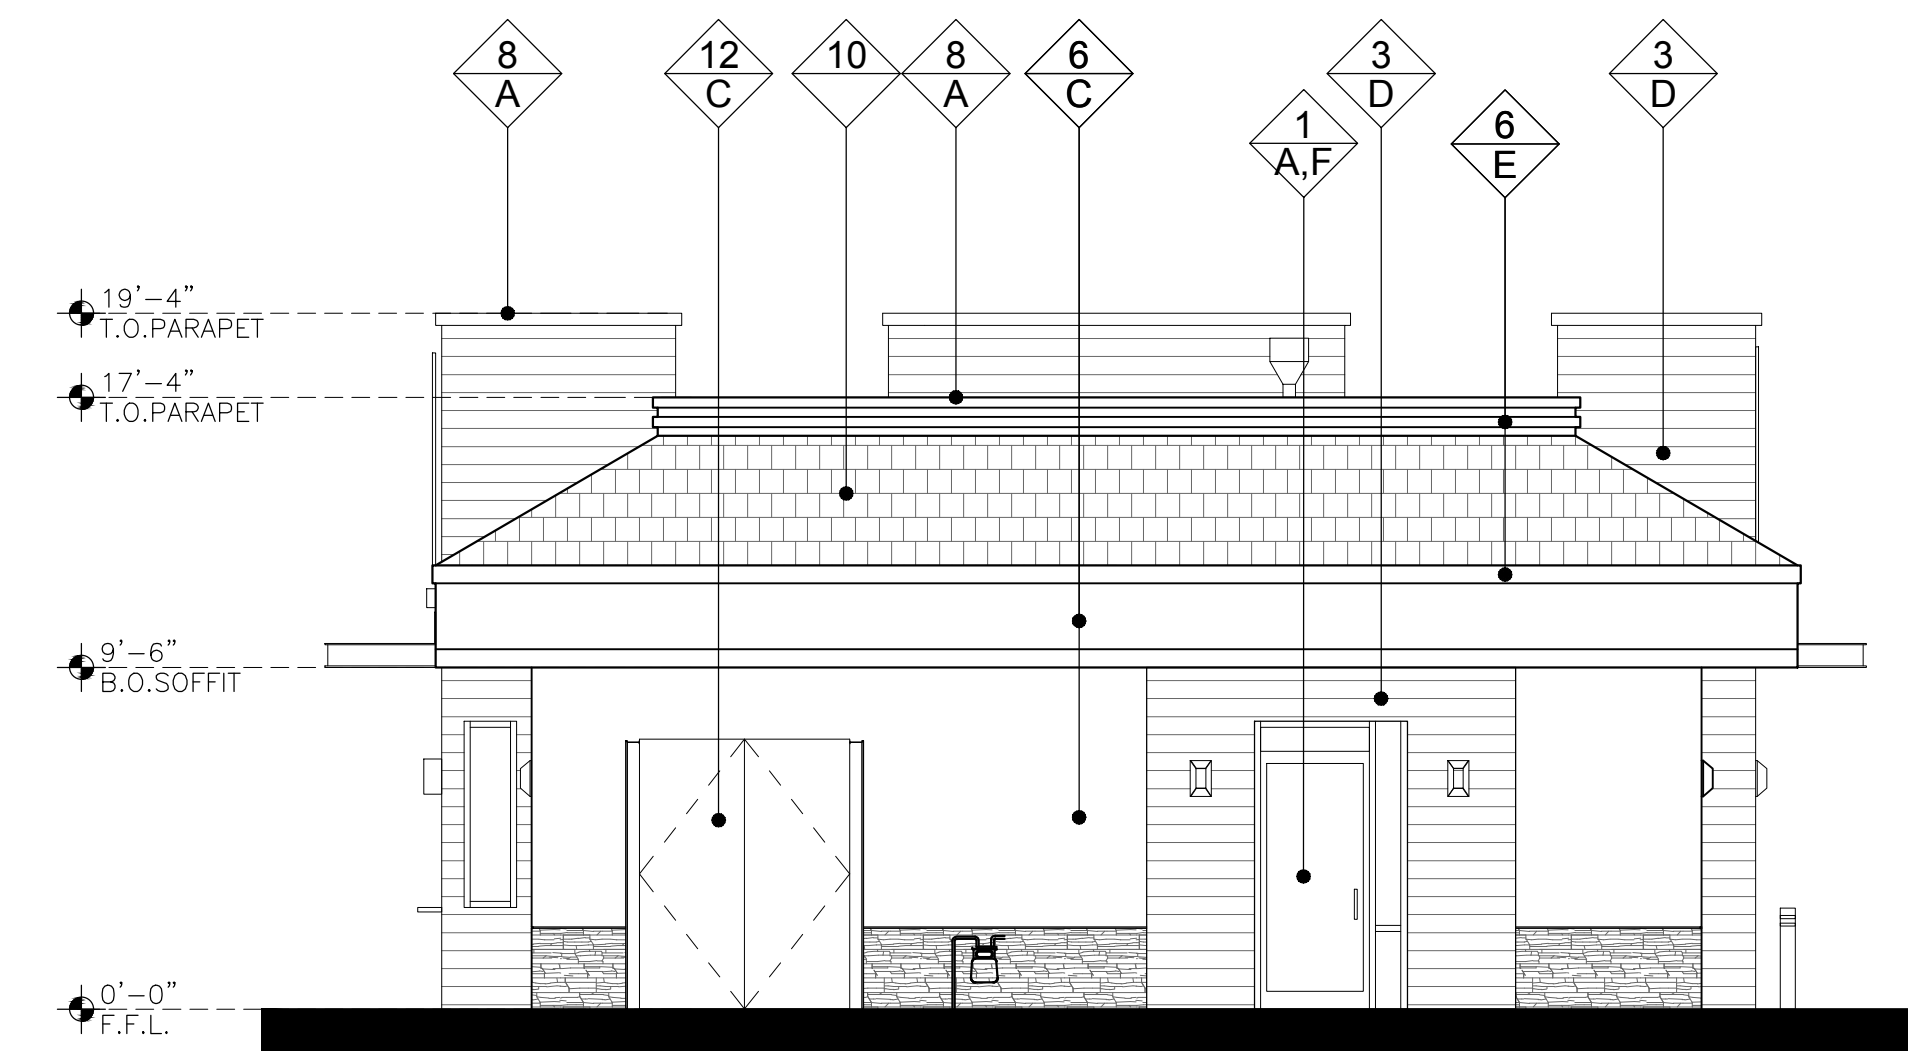 8
A
12
C
10
8
A
6
C
1
A,F
3
D
6
E
3
D
19'-4"
T.O.PARAPET
17'-4"
T.O.PARAPET
9'-6"
B.O.SOFFIT
0'-0"
F.F.L.